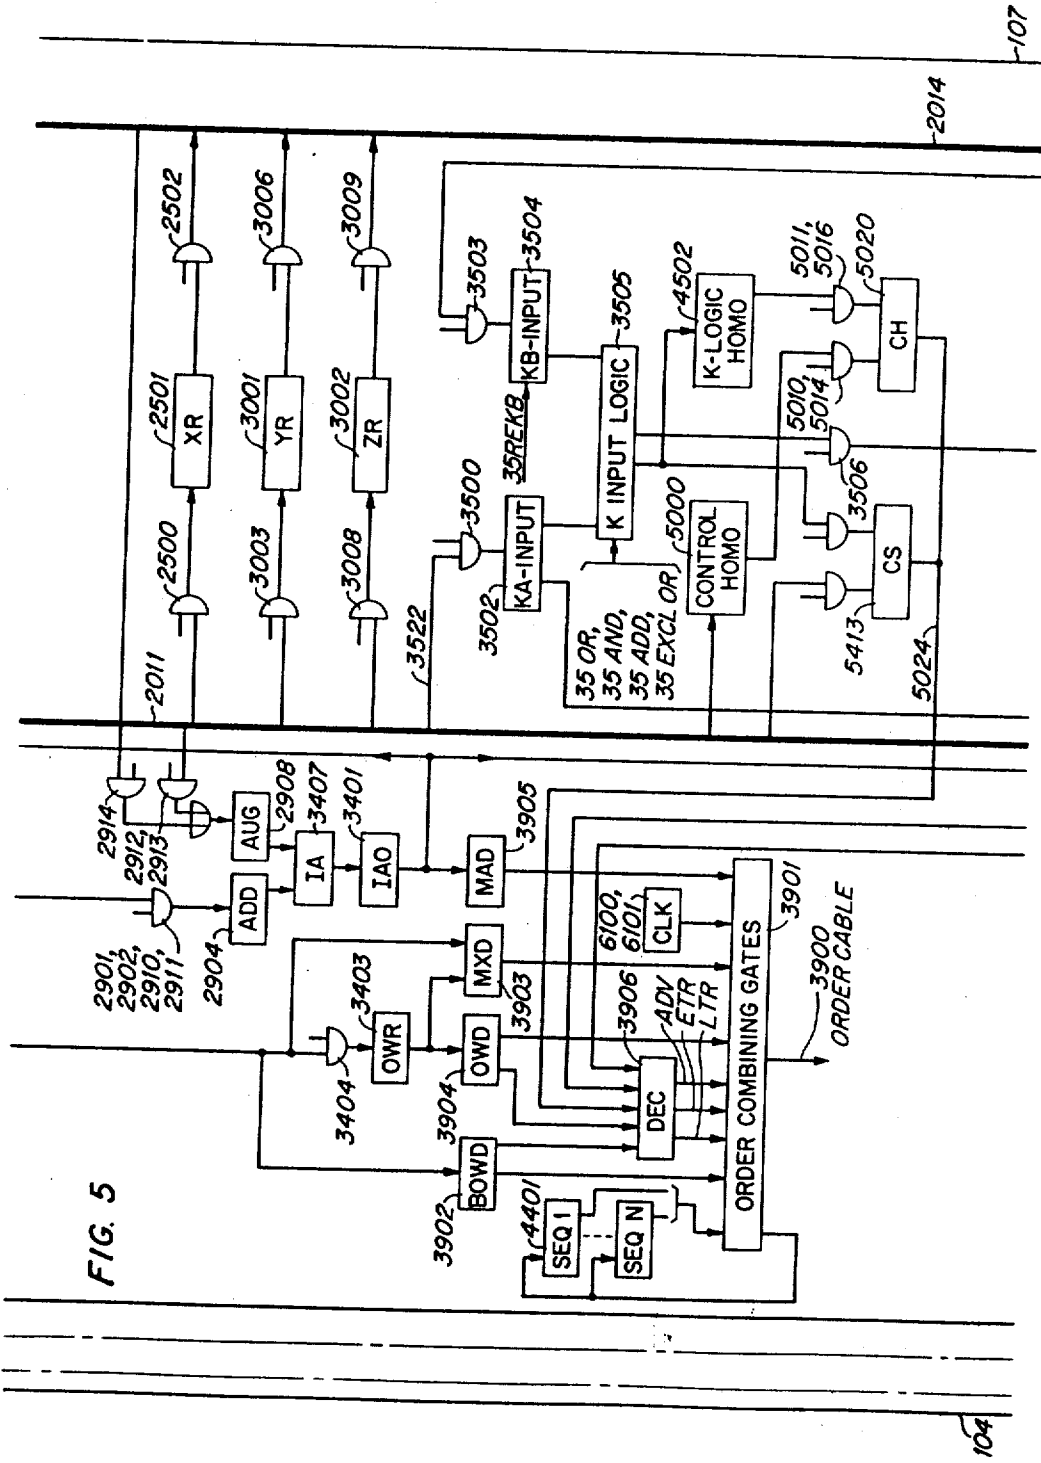 FIG. 5
104
107
2014
2011
2502
2501
XR
2500
3006
3001
YR
3003
3009
3002
ZR
3008
3522
3500
3502
KA-INPUT
3503
3504
KB-INPUT
35REKB
3505
K INPUT LOGIC
35 OR,
35 AND,
35 ADD,
35 EXCL OR
5000
CONTROL
HOMO
4502
K-LOGIC
HOMO
5011,
5016
5010,
5014
5020
CH
3506
CS
5413
5024
2914
2912,
2913
2908
AUG
2901,
2902,
2910,
2911
2904
ADD
3407
IA
3401
IAO
3905
MAD
3404
3403
OWR
MXD
3903
3904
OWD
3902
BOWD
3906
DEC
ADV
ETR
LTR
6100,
6101
CLK
4401
SEQ 1
SEQ N
3901
ORDER COMBINING GATES
3900
ORDER CABLE